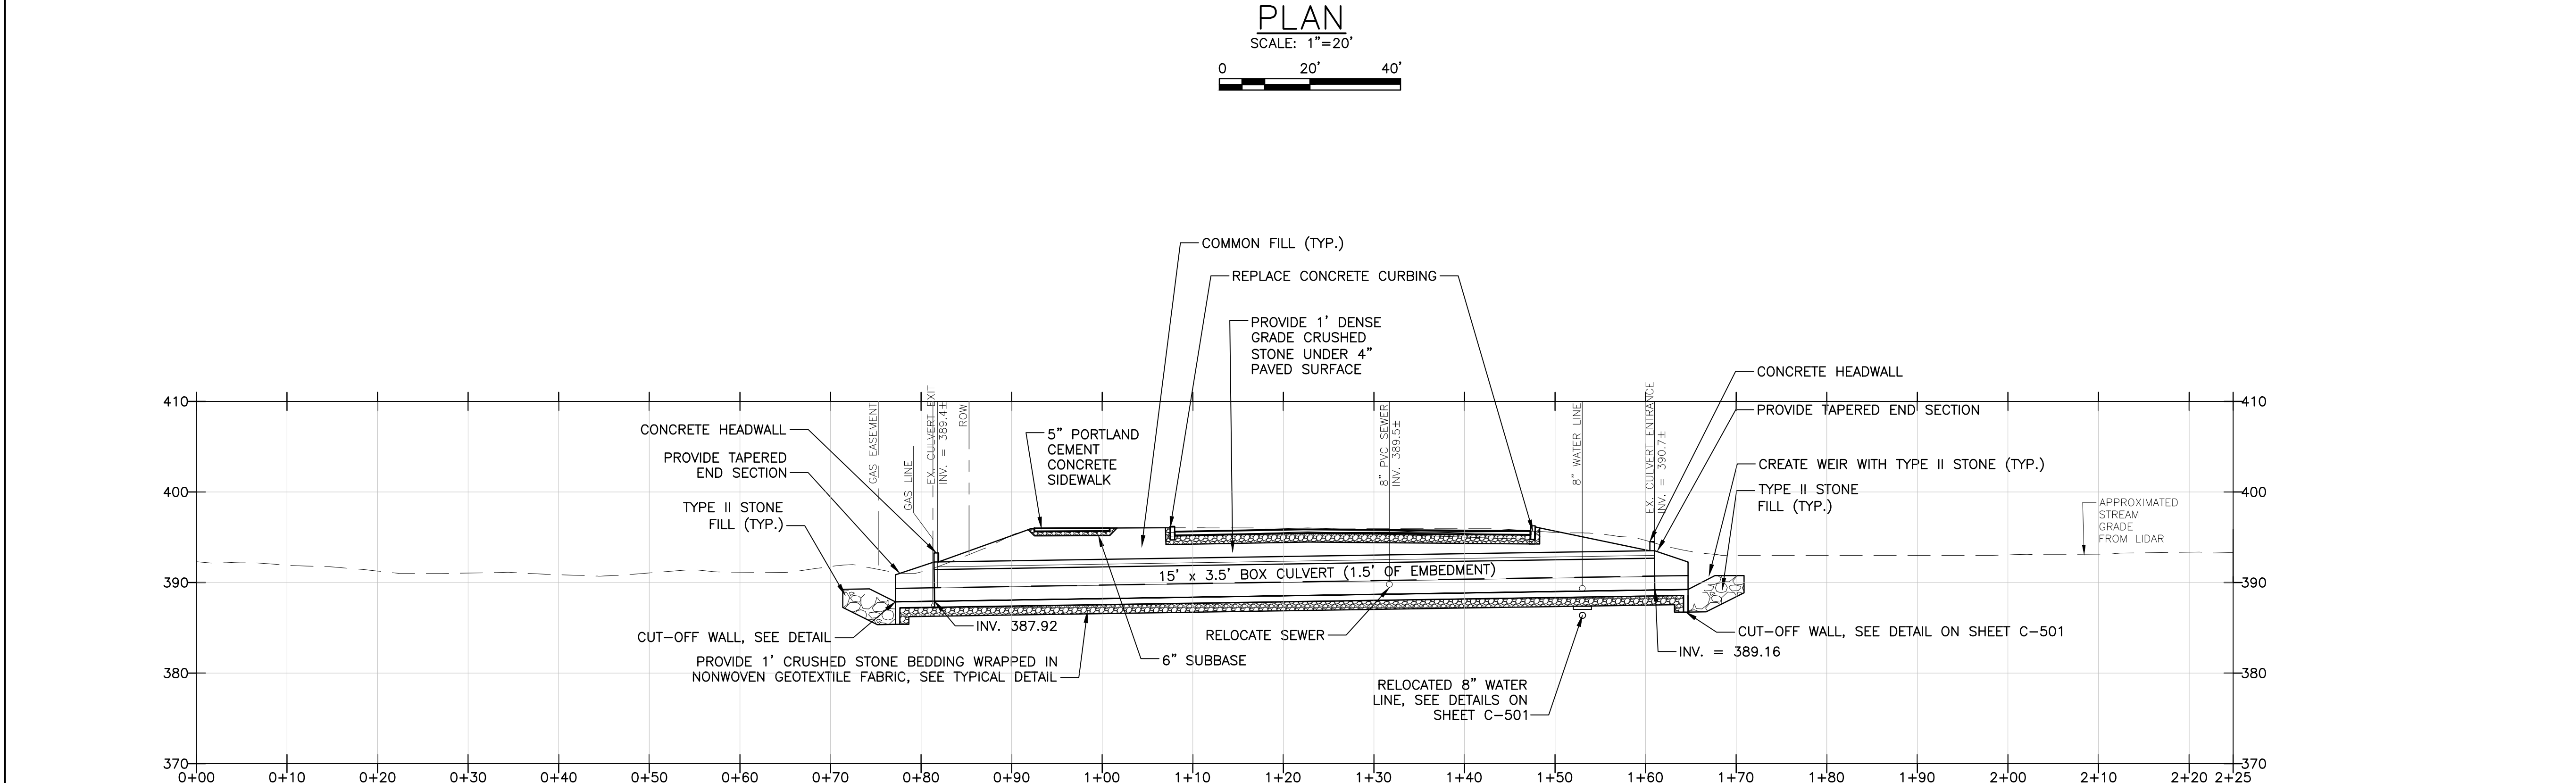 PLAN
SCALE: 1"=20'
0 20' 40'
COMMON FILL (TYP.)
REPLACE CONCRETE CURBING
PROVIDE 1' DENSE
GRADE CRUSHED
STONE UNDER 4"
PAVED SURFACE
CONCRETE HEADWALL
PROVIDE TAPERED END SECTION
CREATE WEIR WITH TYPE II STONE (TYP.)
TYPE II STONE
FILL (TYP.)
APPROXIMATED
STREAM
GRADE
FROM LIDAR
CONCRETE HEADWALL
PROVIDE TAPERED
END SECTION
TYPE II STONE
FILL (TYP.)
GAS EASEMENT
GAS LINE
EX. CULVERT EXIT
INV. = 389.4±
ROW
5" PORTLAND
CEMENT
CONCRETE
SIDEWALK
8" PVC SEWER
INV. 389.5±
8" WATER LINE
EX. CULVERT ENTRANCE
INV. = 390.7±
15' x 3.5' BOX CULVERT (1.5' OF EMBEDMENT)
CUT-OFF WALL, SEE DETAIL
INV. 387.92
PROVIDE 1' CRUSHED STONE BEDDING WRAPPED IN
NONWOVEN GEOTEXTILE FABRIC, SEE TYPICAL DETAIL
6" SUBBASE
RELOCATE SEWER
RELOCATED 8" WATER
LINE, SEE DETAILS ON
SHEET C-501
CUT-OFF WALL, SEE DETAIL ON SHEET C-501
INV. = 389.16
410 410
400 400
390 390
380 380
370 370
0+00 0+10 0+20 0+30 0+40 0+50 0+60 0+70 0+80 0+90 1+00 1+10 1+20 1+30 1+40 1+50 1+60 1+70 1+80 1+90 2+00 2+10 2+20 2+25